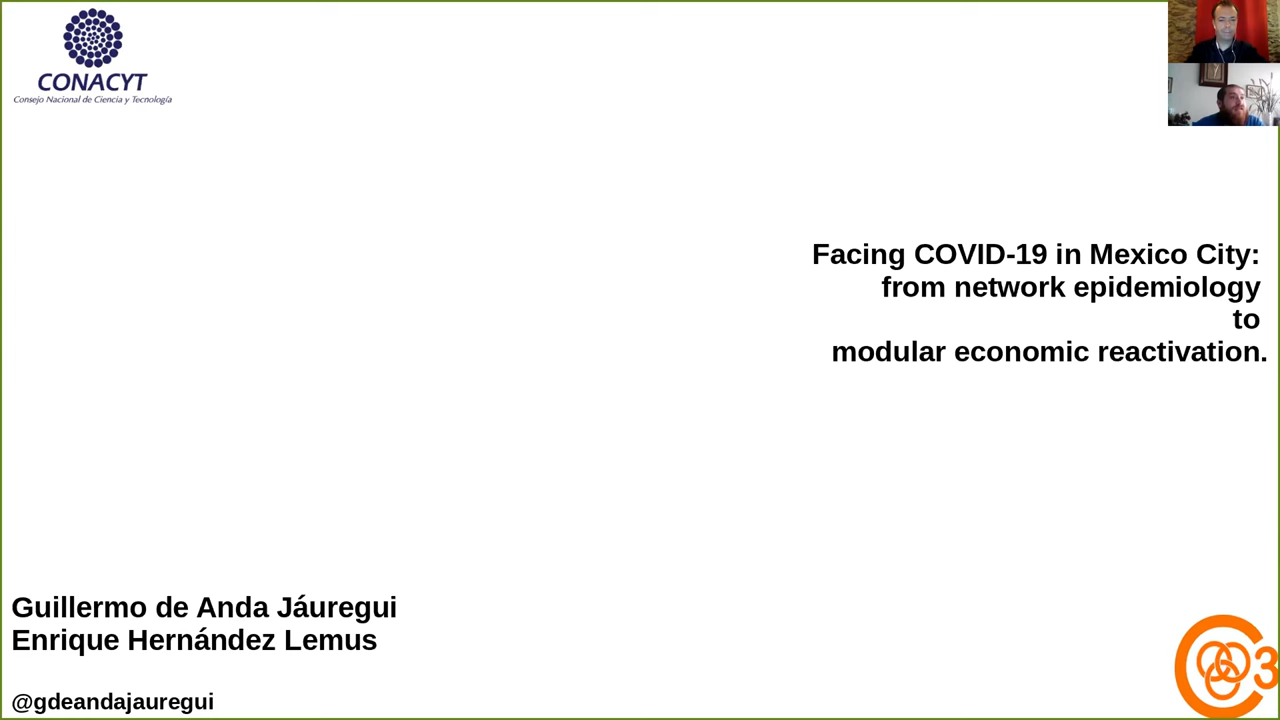 CONACYT
Consejo Nacional de Ciencia y Tecnología
Facing COVID-19 in Mexico City:
from network epidemiology
to
modular economic reactivation.
Guillermo de Anda Jáuregui
Enrique Hernández Lemus
@gdeandajauregui
C3